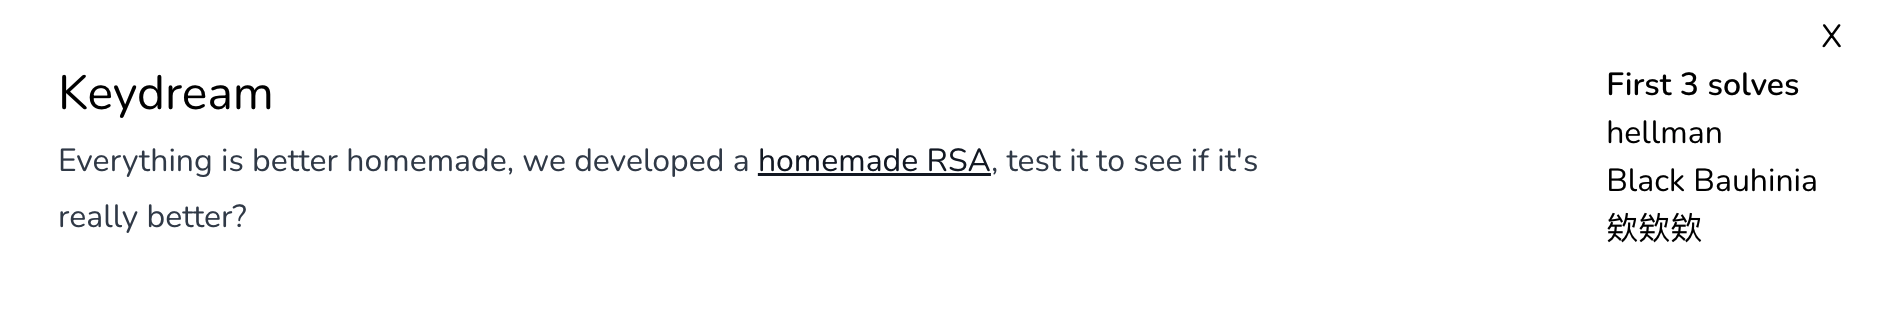 X
Keydream
Everything is better homemade, we developed a homemade RSA, test it to see if it's
really better?
First 3 solves
hellman
Black Bauhinia
欸欸欸